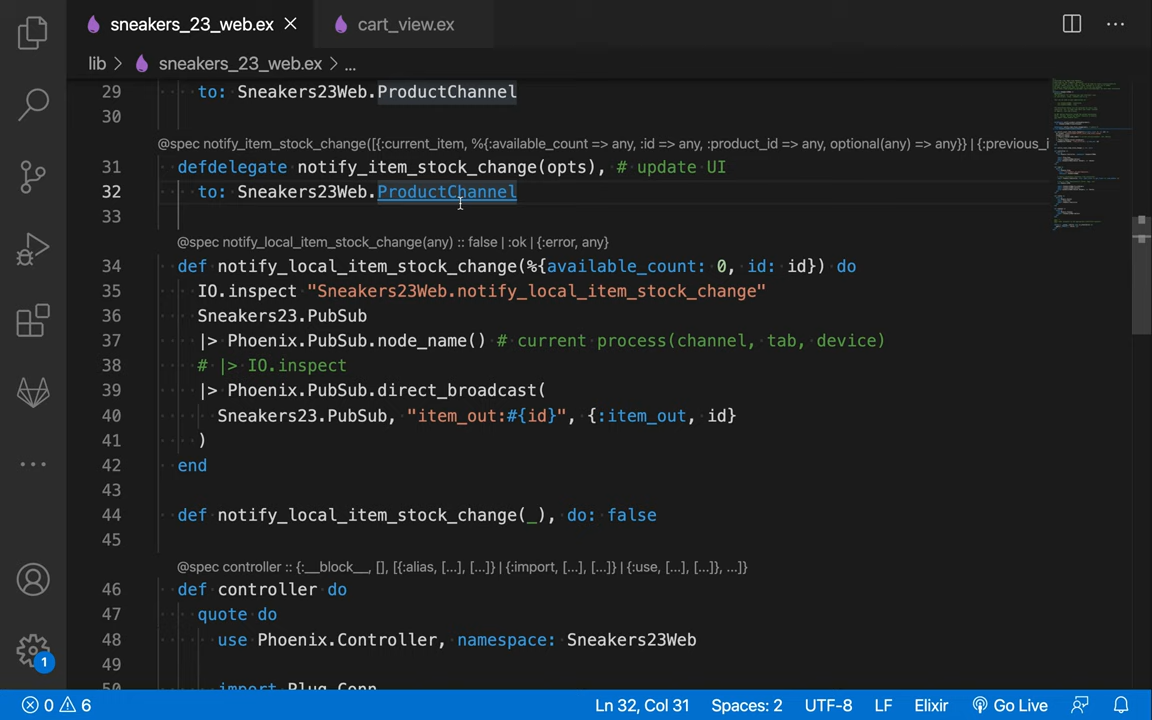 sneakers_23_web.ex
cart_view.ex
lib > sneakers_23_web.ex > ...
29 to: Sneakers23Web.ProductChannel
30
@spec notify_item_stock_change([{:current_item, %{:available_count => any, :id => any, :product_id => any, optional(any) => any}} | {:previous_i
31 defdelegate notify_item_stock_change(opts), # update UI
32 to: Sneakers23Web.ProductChannel
33
@spec notify_local_item_stock_change(any) :: false | :ok | {:error, any}
34 def notify_local_item_stock_change(%{available_count: 0, id: id}) do
35 IO.inspect "Sneakers23Web.notify_local_item_stock_change"
36 Sneakers23.PubSub
37 |> Phoenix.PubSub.node_name() # current process(channel, tab, device)
38 # |> IO.inspect
39 |> Phoenix.PubSub.direct_broadcast(
40 Sneakers23.PubSub, "item_out:#{id}", {:item_out, id}
41 )
42 end
43
44 def notify_local_item_stock_change(_), do: false
45
@spec controller :: {:__block__, [], [{:alias, [...], [...]} | {:import, [...], [...]} | {:use, [...], [...]}, ...]}
46 def controller do
47 quote do
48 use Phoenix.Controller, namespace: Sneakers23Web
49
50 import Plug.Conn
1
0 6 Ln 32, Col 31 Spaces: 2 UTF-8 LF Elixir Go Live